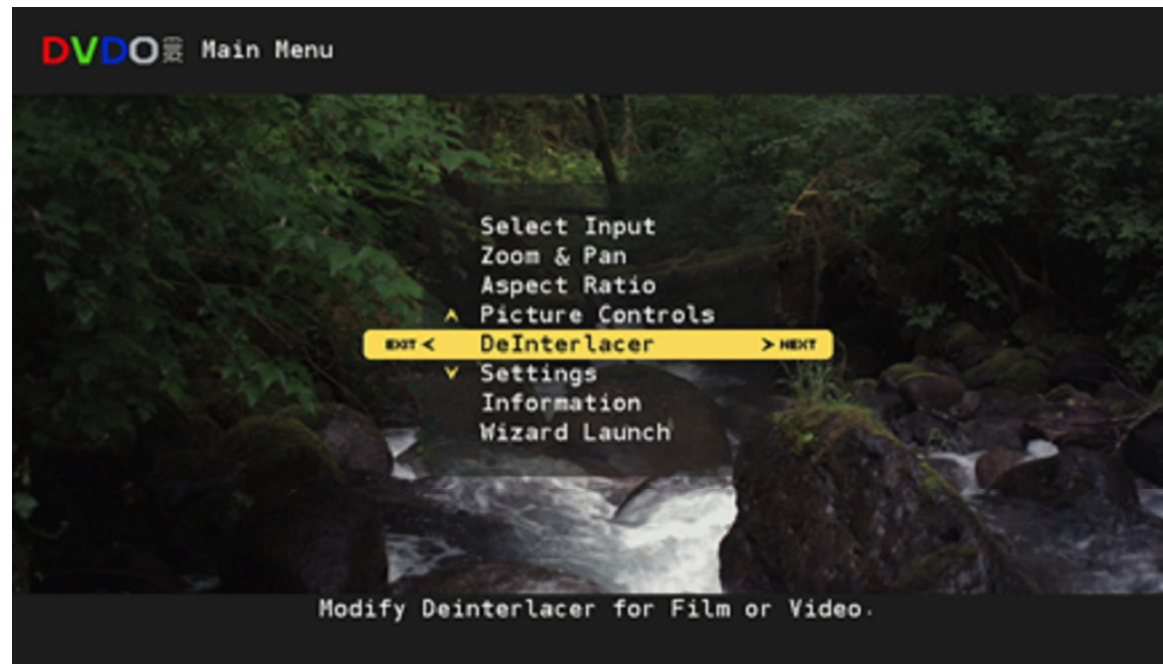 DVDO Main Menu
Select Input
Zoom & Pan
Aspect Ratio
Picture Controls
EXIT < DeInterlacer > NEXT
Settings
Information
Wizard Launch
Modify Deinterlacer for Film or Video.